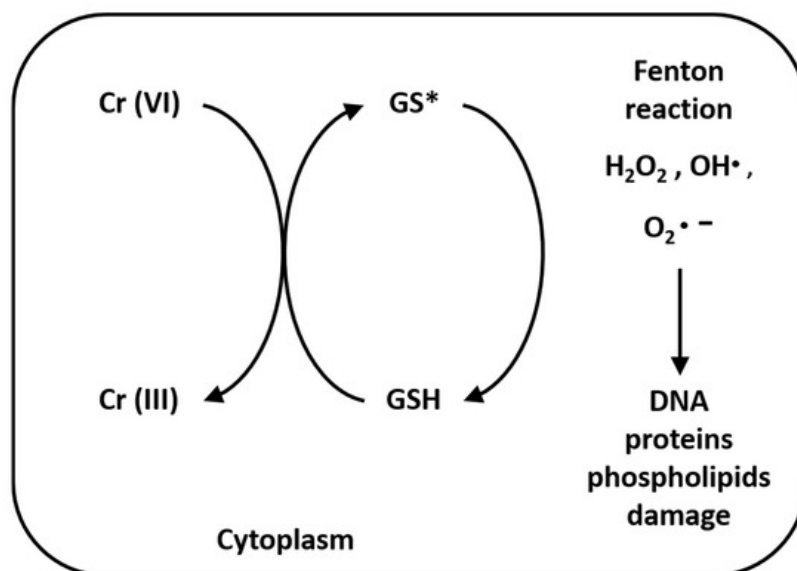 Cr (VI)
GS*
Fenton
reaction
H₂O₂ , OH• ,
O₂• −
Cr (III)
GSH
DNA
proteins
phospholipids
damage
Cytoplasm